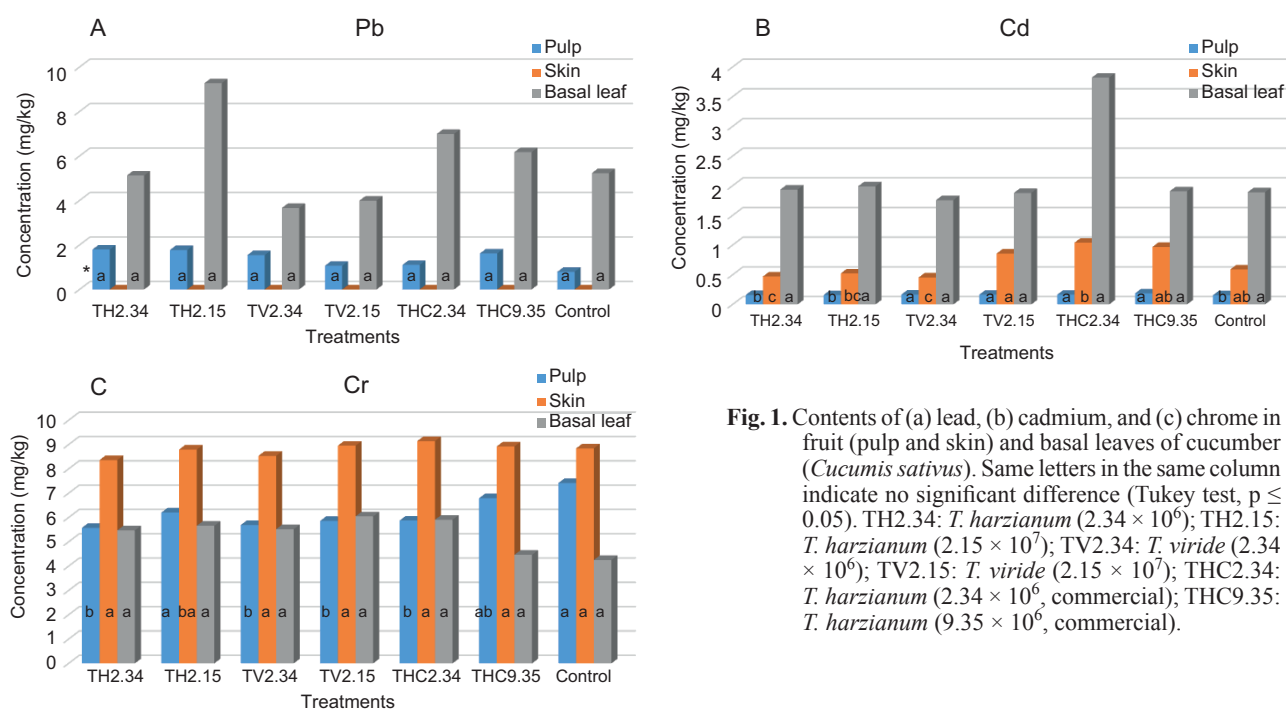 A
Pb
Pulp
Skin
Basal leaf
Concentration (mg/kg)
10
8
6
4
2
0
*
a a a a a a a a a a a a a a
TH2.34 TH2.15 TV2.34 TV2.15 THC2.34 THC9.35 Control
Treatments
B
Cd
Pulp
Skin
Basal leaf
Concentration (mg/kg)
4
3.5
3
2.5
2
1.5
1
0.5
0
b c a b bc a a c a a a a a b a a ab a b ab a
TH2.34 TH2.15 TV2.34 TV2.15 THC2.34 THC9.35 Control
Treatments
C
Cr
Pulp
Skin
Basal leaf
Concentration (mg/kg)
10
9
8
7
6
5
4
3
2
1
0
b a a a ba a b a a b a a b a a ab a a a a a
TH2.34 TH2.15 TV2.34 TV2.15 THC2.34 THC9.35 Control
Treatments
Fig. 1. Contents of (a) lead, (b) cadmium, and (c) chrome in
fruit (pulp and skin) and basal leaves of cucumber
(Cucumis sativus). Same letters in the same column
indicate no significant difference (Tukey test, p ≤
0.05). TH2.34: T. harzianum (2.34 × 10⁶); TH2.15:
T. harzianum (2.15 × 10⁷); TV2.34: T. viride (2.34
× 10⁶); TV2.15: T. viride (2.15 × 10⁷); THC2.34:
T. harzianum (2.34 × 10⁶, commercial); THC9.35:
T. harzianum (9.35 × 10⁶, commercial).